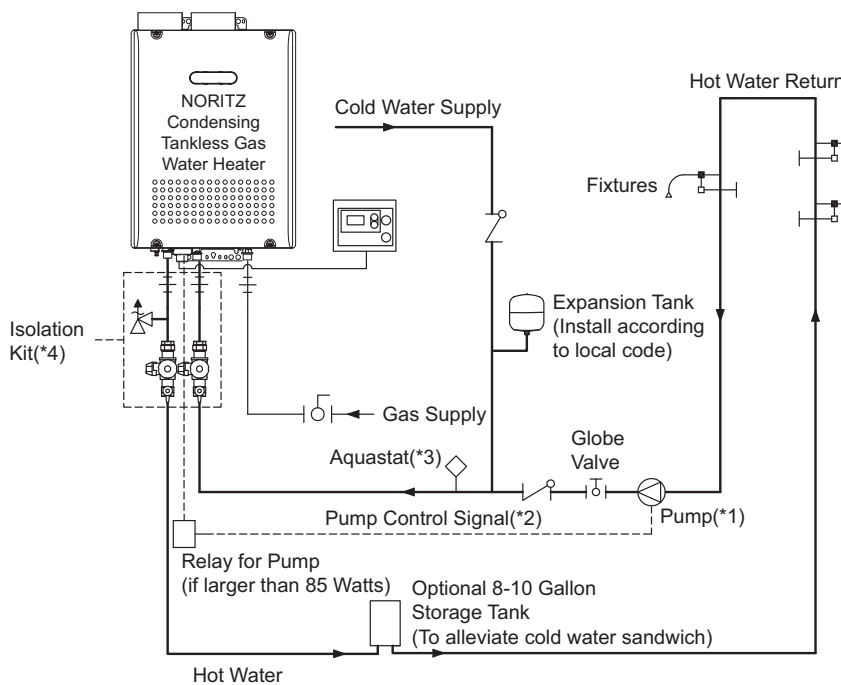 NORITZ
Condensing
Tankless Gas
Water Heater
Cold Water Supply
Hot Water Return
Fixtures
Isolation
Kit(*4)
Expansion Tank
(Install according
to local code)
Gas Supply
Globe
Valve
Aquastat(*3)
Pump(*1)
Pump Control Signal(*2)
Relay for Pump
(if larger than 85 Watts)
Optional 8-10 Gallon
Storage Tank
(To alleviate cold water sandwich)
Hot Water